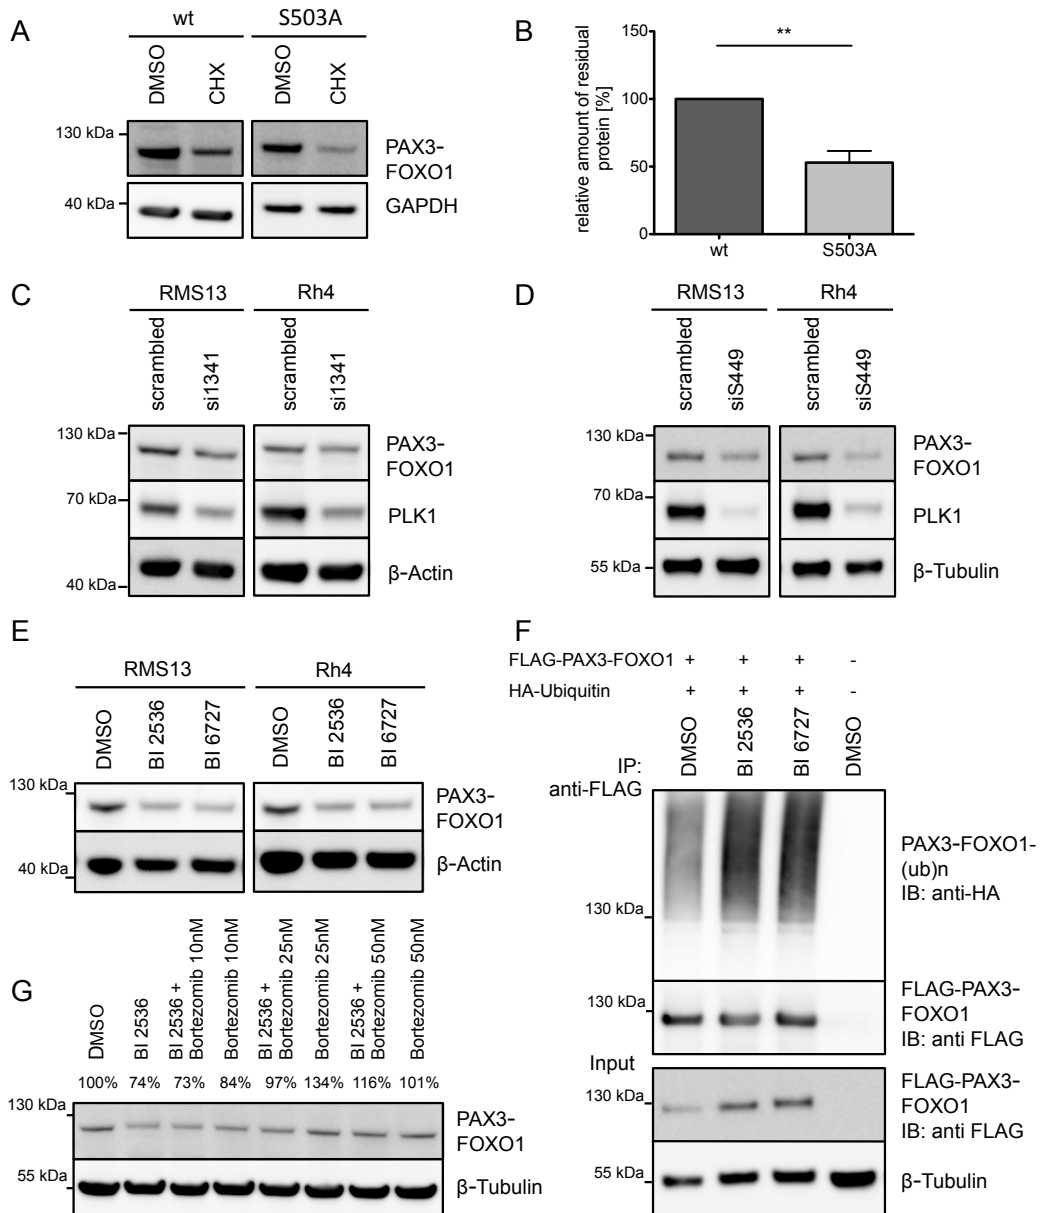 A
wt
S503A
DMSO
CHX
DMSO
CHX
130 kDa
PAX3-
FOXO1
40 kDa
GAPDH
B
relative amount of residual
protein [%]
150
100
50
0
**
wt
S503A
C
RMS13
Rh4
scrambled
si1341
scrambled
si1341
130 kDa
PAX3-
FOXO1
70 kDa
PLK1
40 kDa
β-Actin
D
RMS13
Rh4
scrambled
siS449
scrambled
siS449
130 kDa
PAX3-
FOXO1
70 kDa
PLK1
55 kDa
β-Tubulin
E
RMS13
Rh4
DMSO
BI 2536
BI 6727
DMSO
BI 2536
BI 6727
130 kDa
PAX3-
FOXO1
40 kDa
β-Actin
F
FLAG-PAX3-FOXO1 + + + -
HA-Ubiquitin + + + -
DMSO
BI 2536
BI 6727
DMSO
IP:
anti-FLAG
130 kDa
PAX3-FOXO1-
(ub)n
IB: anti-HA
130 kDa
FLAG-PAX3-
FOXO1
IB: anti FLAG
Input
130 kDa
FLAG-PAX3-
FOXO1
IB: anti FLAG
55 kDa
β-Tubulin
G
DMSO
BI 2536
BI 2536 +
Bortezomib 10nM
Bortezomib 10nM
BI 2536 +
Bortezomib 25nM
Bortezomib 25nM
BI 2536 +
Bortezomib 50nM
Bortezomib 50nM
100% 74% 73% 84% 97% 134% 116% 101%
130 kDa
PAX3-
FOXO1
55 kDa
β-Tubulin